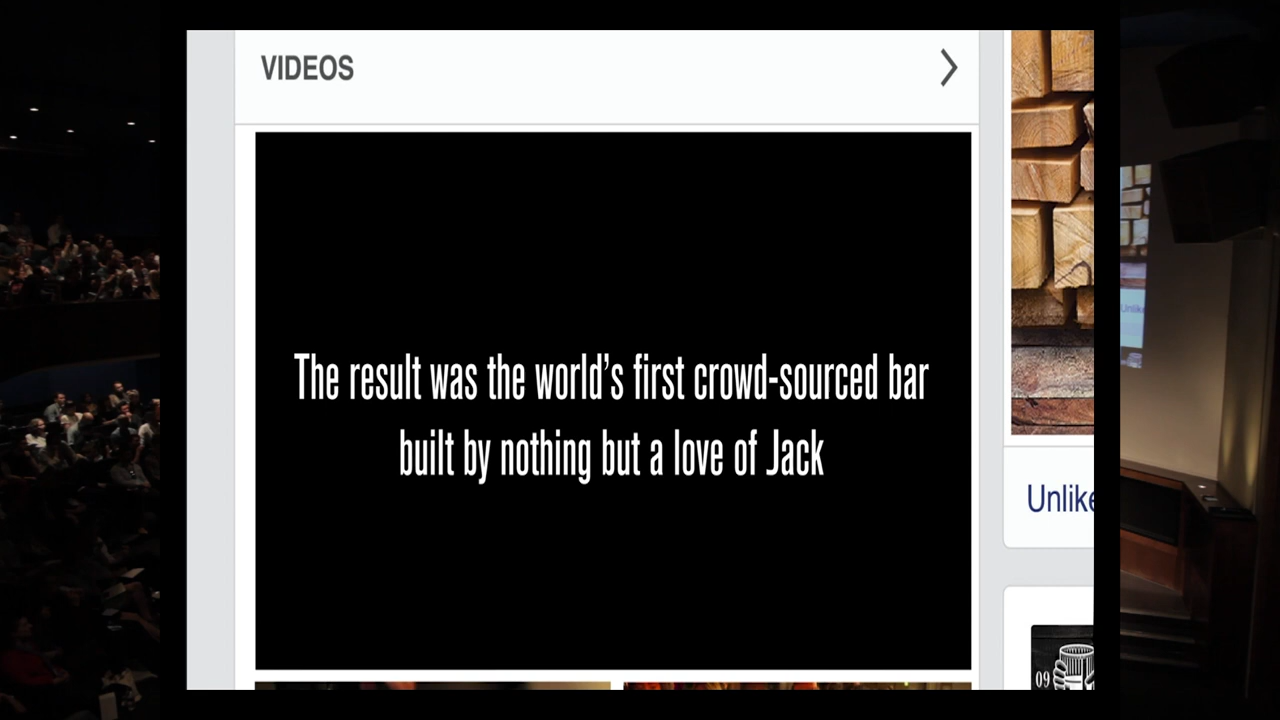 VIDEOS
The result was the world's first crowd-sourced bar
built by nothing but a love of Jack
Unlike
09